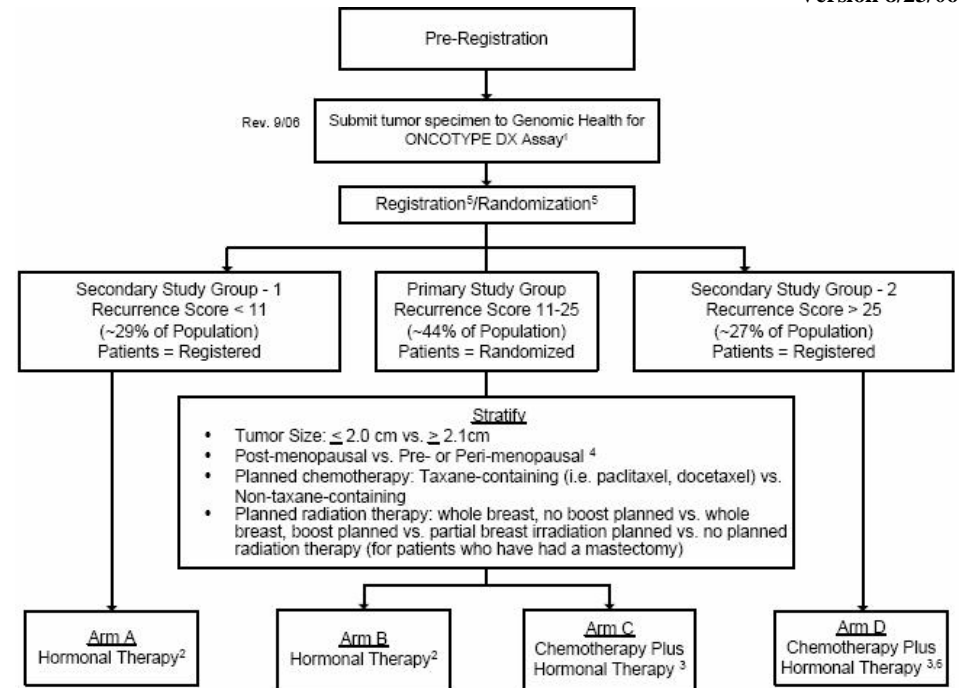 Version 8/23/06
Pre-Registration
Rev. 9/06
Submit tumor specimen to Genomic Health for
ONCOTYPE DX Assay¹
Registration⁵/Randomization⁵
Secondary Study Group - 1
Recurrence Score < 11
(~29% of Population)
Patients = Registered
Primary Study Group
Recurrence Score 11-25
(~44% of Population)
Patients = Randomized
Secondary Study Group - 2
Recurrence Score > 25
(~27% of Population)
Patients = Registered
Stratify
• Tumor Size: ≤ 2.0 cm vs. ≥ 2.1cm
• Post-menopausal vs. Pre- or Peri-menopausal ⁴
• Planned chemotherapy: Taxane-containing (i.e. paclitaxel, docetaxel) vs.
Non-taxane-containing
• Planned radiation therapy: whole breast, no boost planned vs. whole
breast, boost planned vs. partial breast irradiation planned vs. no planned
radiation therapy (for patients who have had a mastectomy)
Arm A
Hormonal Therapy²
Arm B
Hormonal Therapy²
Arm C
Chemotherapy Plus
Hormonal Therapy ³
Arm D
Chemotherapy Plus
Hormonal Therapy ³,⁶